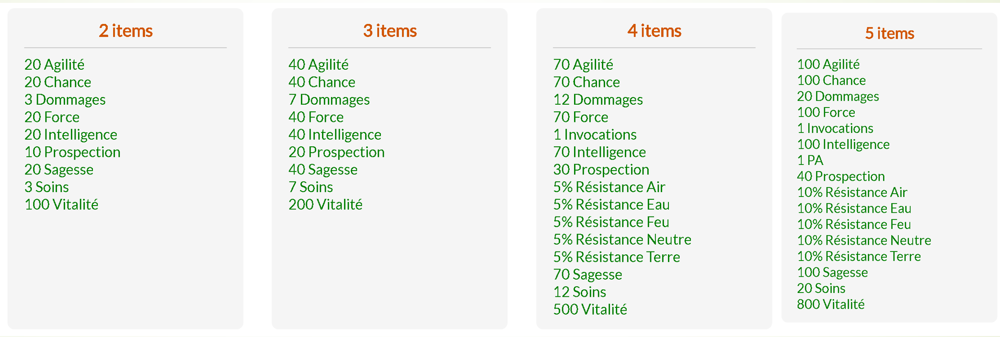 2 items
20 Agilité
20 Chance
3 Dommages
20 Force
20 Intelligence
10 Prospection
20 Sagesse
3 Soins
100 Vitalité
3 items
40 Agilité
40 Chance
7 Dommages
40 Force
40 Intelligence
20 Prospection
40 Sagesse
7 Soins
200 Vitalité
4 items
70 Agilité
70 Chance
12 Dommages
70 Force
1 Invocations
70 Intelligence
30 Prospection
5% Résistance Air
5% Résistance Eau
5% Résistance Feu
5% Résistance Neutre
5% Résistance Terre
70 Sagesse
12 Soins
500 Vitalité
5 items
100 Agilité
100 Chance
20 Dommages
100 Force
1 Invocations
100 Intelligence
1 PA
40 Prospection
10% Résistance Air
10% Résistance Eau
10% Résistance Feu
10% Résistance Neutre
10% Résistance Terre
100 Sagesse
20 Soins
800 Vitalité